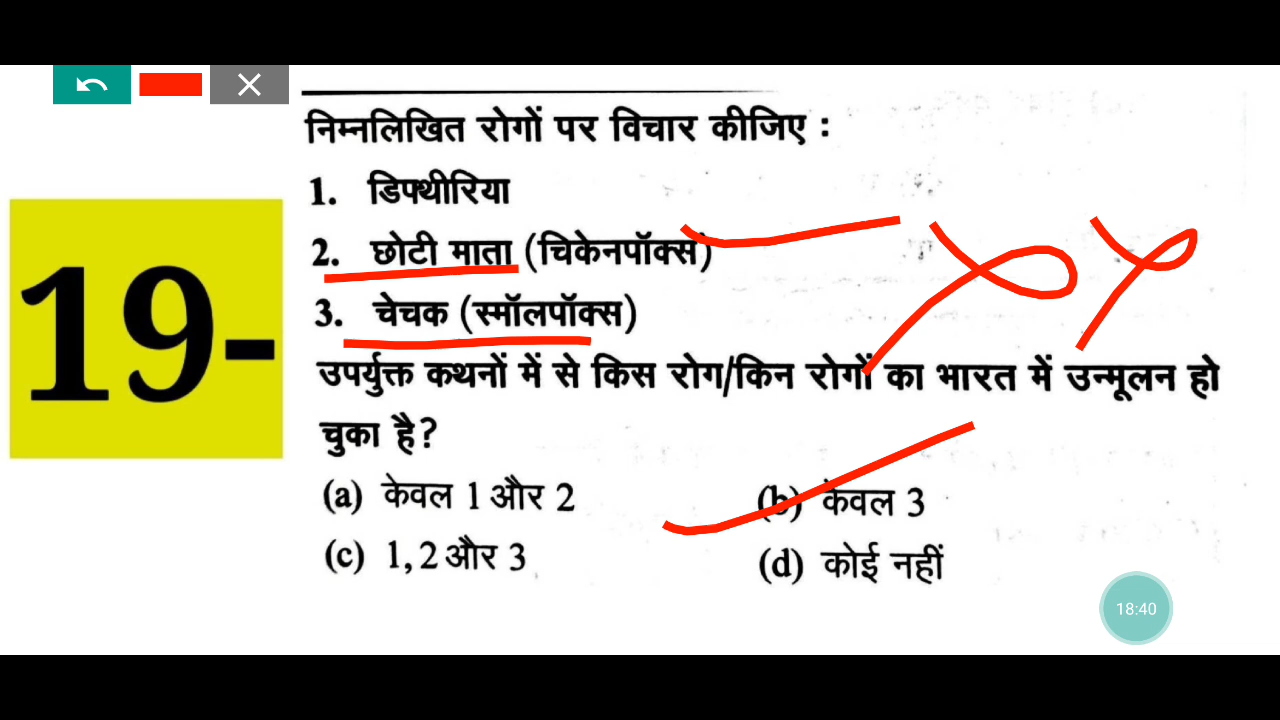 19-
निम्नलिखित रोगों पर विचार कीजिए :
1. डिफ्थीरिया
2. छोटी माता (चिकेनपॉक्स)
3. चेचक (स्मॉलपॉक्स)
उपर्युक्त कथनों में से किस रोग/किन रोगों का भारत में उन्मूलन हो
चुका है?
(a) केवल 1 और 2
(b) केवल 3
(c) 1, 2 और 3
(d) कोई नहीं
18:40